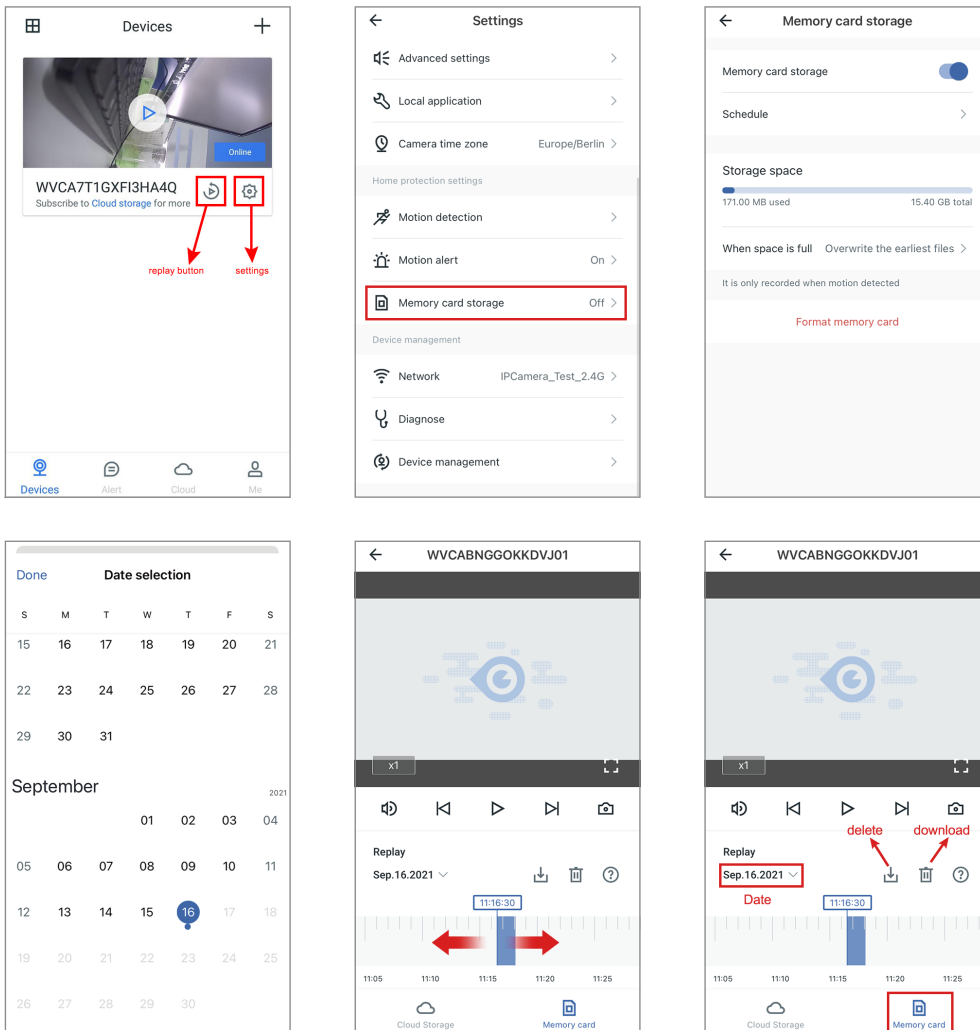 Devices
Online
WVCA7T1GXFI3HA4Q
Subscribe to Cloud storage for more
replay button
settings
Devices
Alert
Cloud
Me
Settings
Advanced settings
Local application
Camera time zone Europe/Berlin
Home protection settings
Motion detection
Motion alert On
Memory card storage Off
Device management
Network IPCamera_Test_2.4G
Diagnose
Device management
Memory card storage
Memory card storage
Schedule
Storage space
171.00 MB used 15.40 GB total
When space is full Overwrite the earliest files
It is only recorded when motion detected
Format memory card
Done Date selection
S M T W T F S
15 16 17 18 19 20 21
22 23 24 25 26 27 28
29 30 31
September 2021
01 02 03 04
05 06 07 08 09 10 11
12 13 14 15 16 17 18
19 20 21 22 23 24 25
26 27 28 29 30
WVCABNGGOKKDVJ01
x1
Replay
Sep.16.2021
11:16:30
11:05 11:10 11:15 11:20 11:25
Cloud Storage Memory card
WVCABNGGOKKDVJ01
x1
delete download
Replay
Sep.16.2021
Date
11:16:30
11:05 11:10 11:15 11:20 11:25
Cloud Storage Memory card